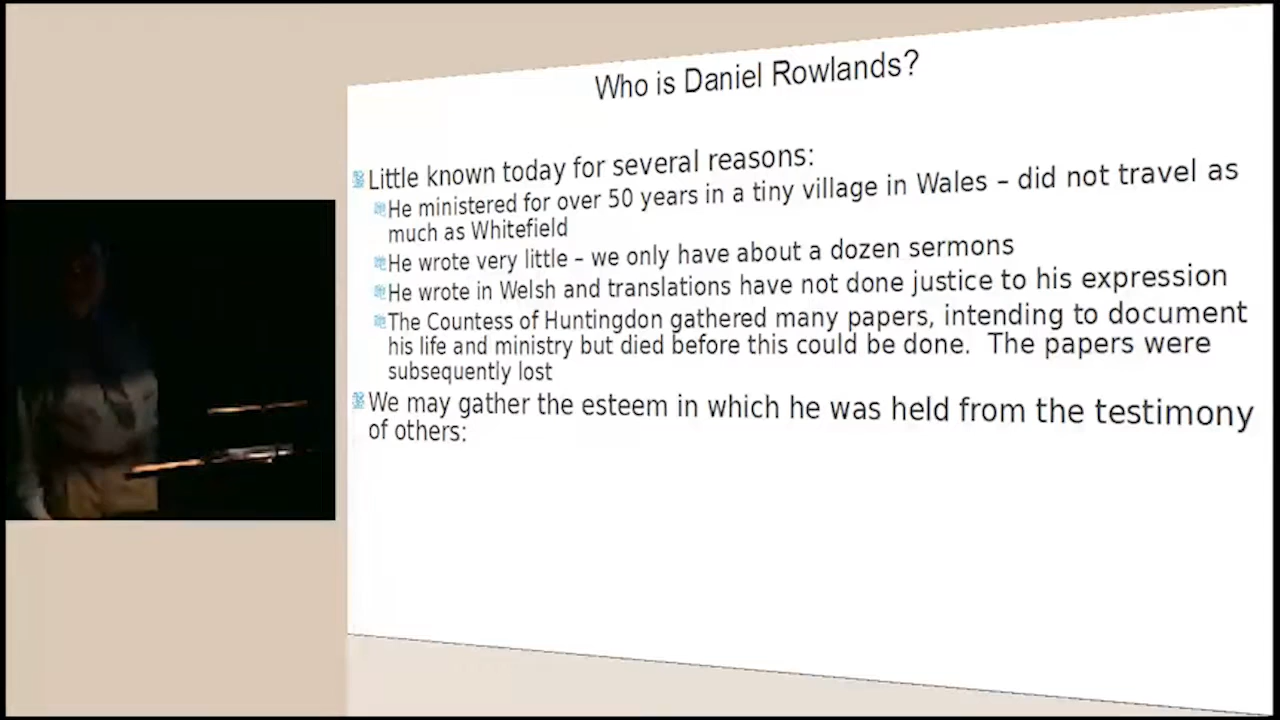 Who is Daniel Rowlands?
Little known today for several reasons:
He ministered for over 50 years in a tiny village in Wales – did not travel as
much as Whitefield
He wrote very little – we only have about a dozen sermons
He wrote in Welsh and translations have not done justice to his expression
The Countess of Huntingdon gathered many papers, intending to document
his life and ministry but died before this could be done. The papers were
subsequently lost
We may gather the esteem in which he was held from the testimony
of others: